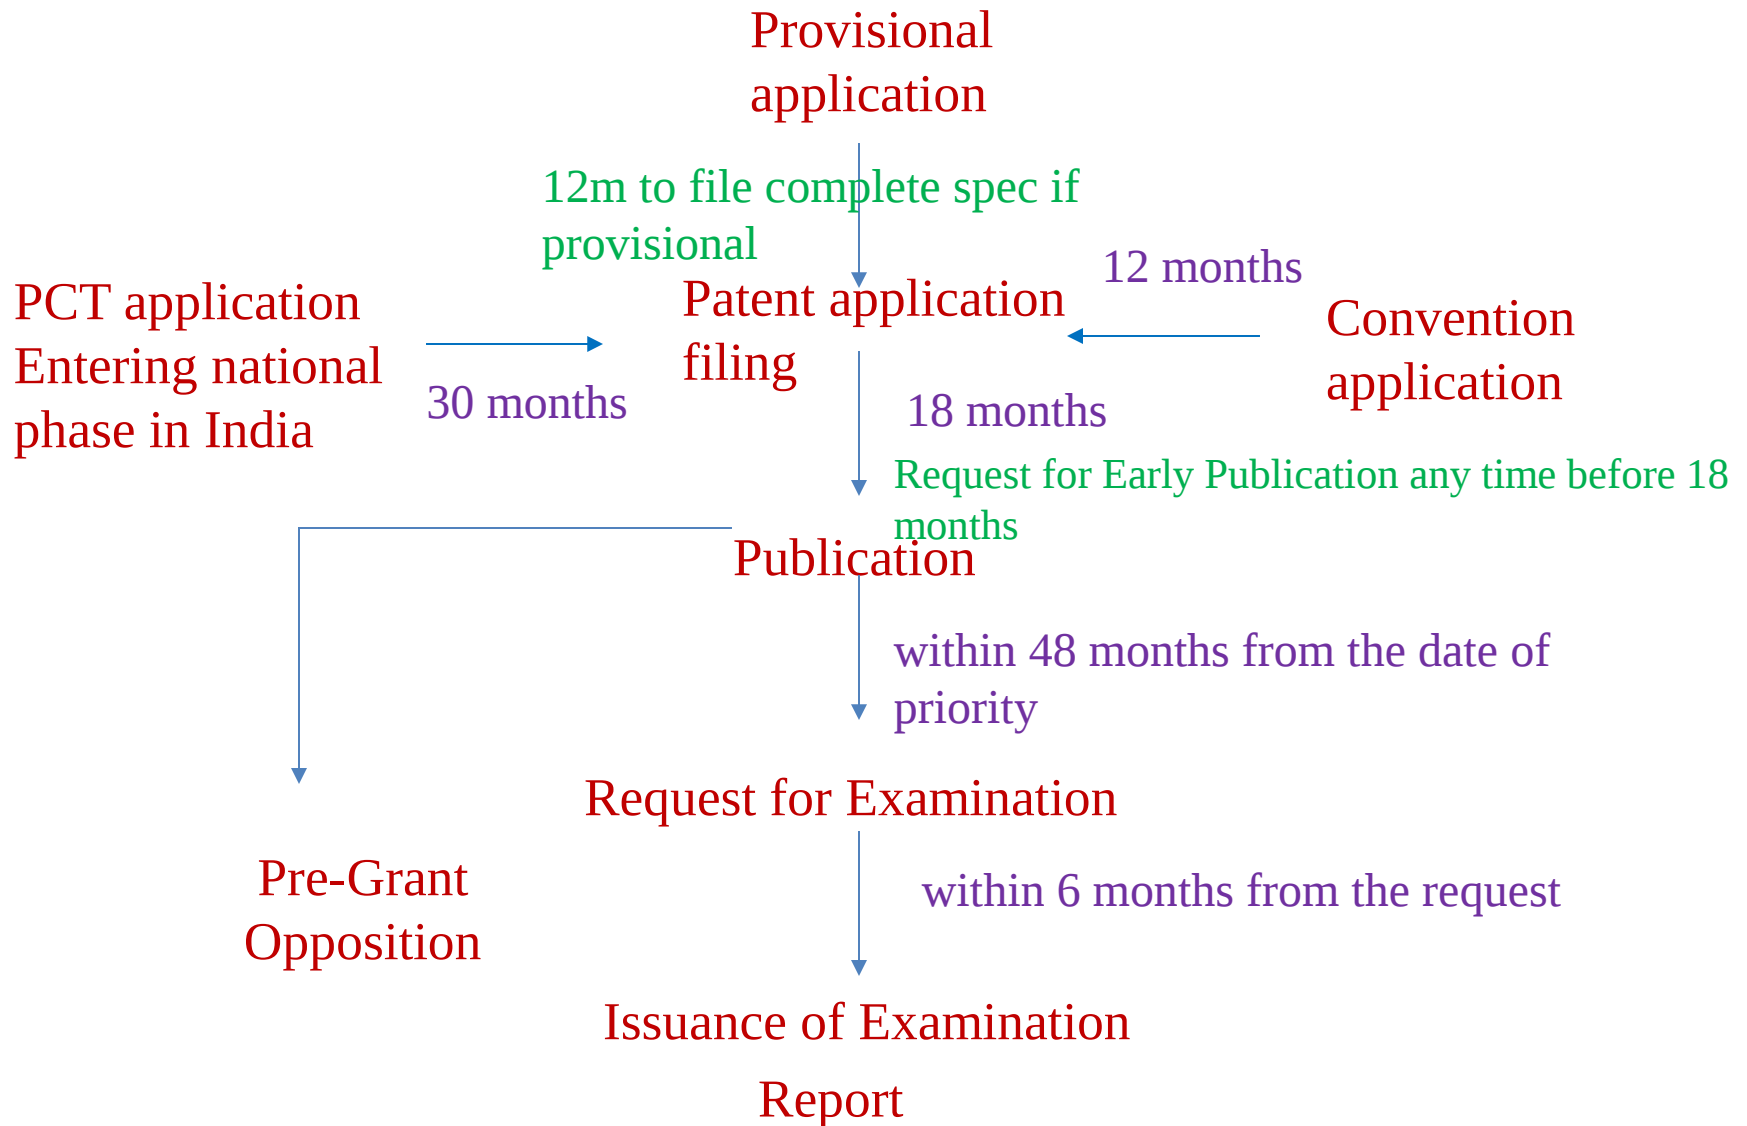 Provisional
application
12m to file complete spec if
provisional
12 months
PCT application
Entering national
phase in India
Patent application
filing
Convention
application
30 months
18 months
Request for Early Publication any time before 18
months
Publication
within 48 months from the date of
priority
Request for Examination
Pre-Grant
Opposition
within 6 months from the request
Issuance of Examination
Report